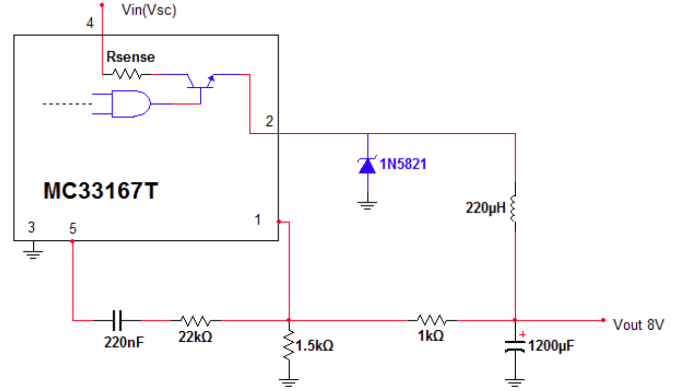 Vin(Vsc)
4
Rsense
2
1N5821
MC33167T
1
220µH
3
5
Vout 8V
220nF
22kΩ
1.5kΩ
1kΩ
+
1200µF